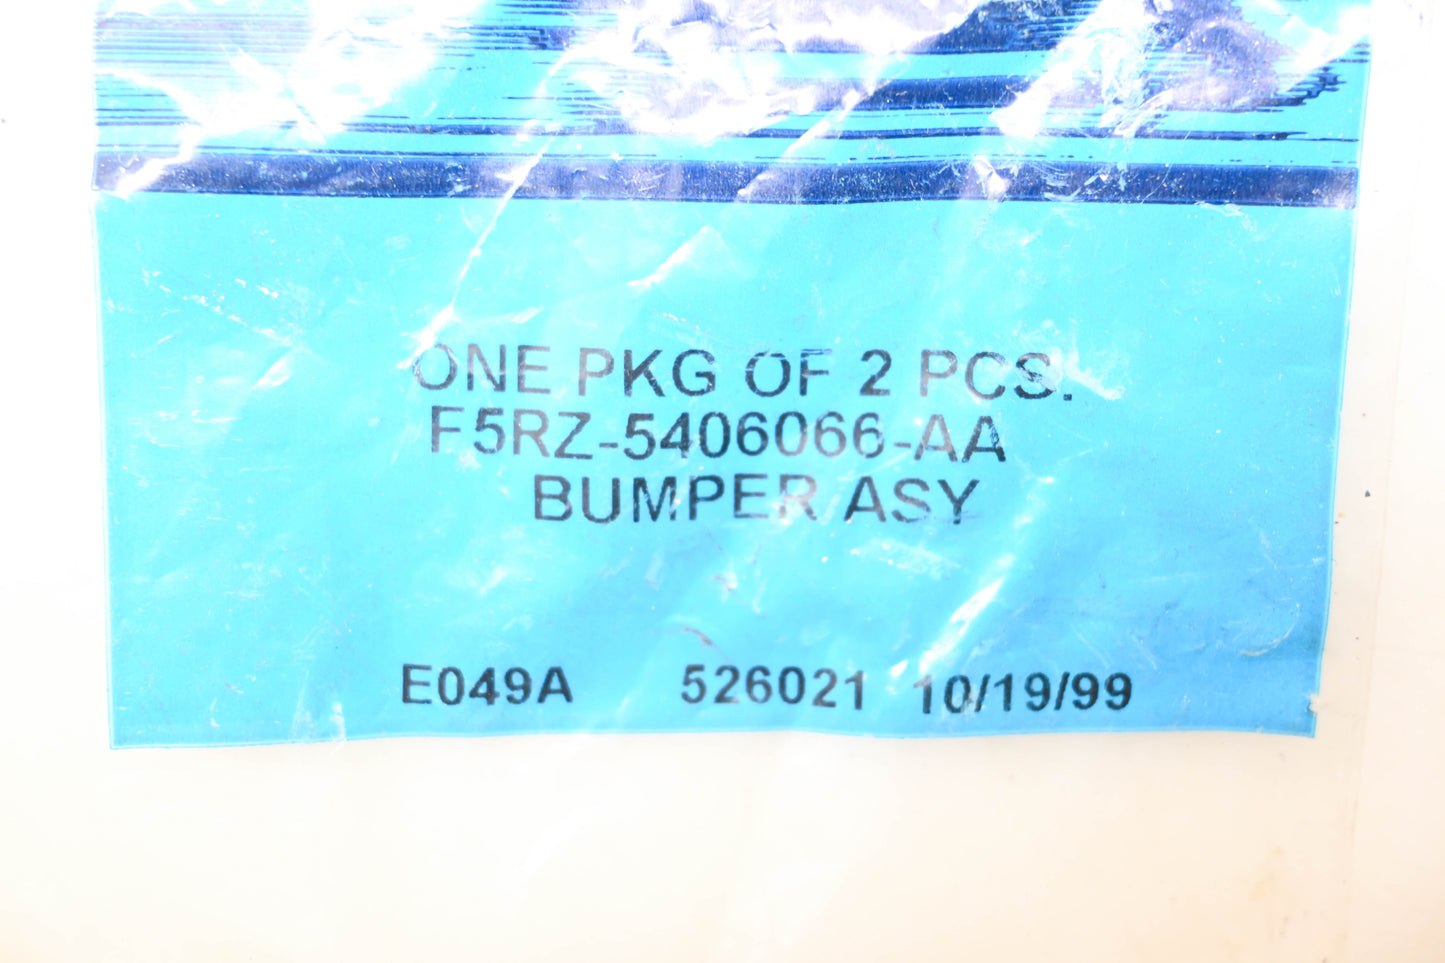 ONE PKG OF 2 PCS.
F5RZ-5406066-AA
BUMPER ASY
E049A 526021 10/19/99